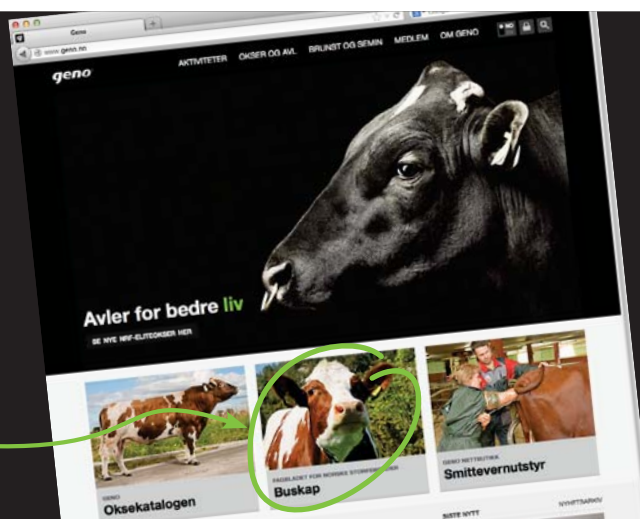 Geno
www.geno.no
geno
AKTIVITETER OKSER OG AVL BRUNST OG SEMIN MEDLEM OM GENO
NO
Avler for bedre liv
SE NYE NRF-ELITEOKSER HER
GENO
Oksekatalogen
FAGBLADET FOR NORSKE
Buskap
GENO NETTBUTIKK
Smittevernutstyr
SISTE NYTT
NYHETSARKIV